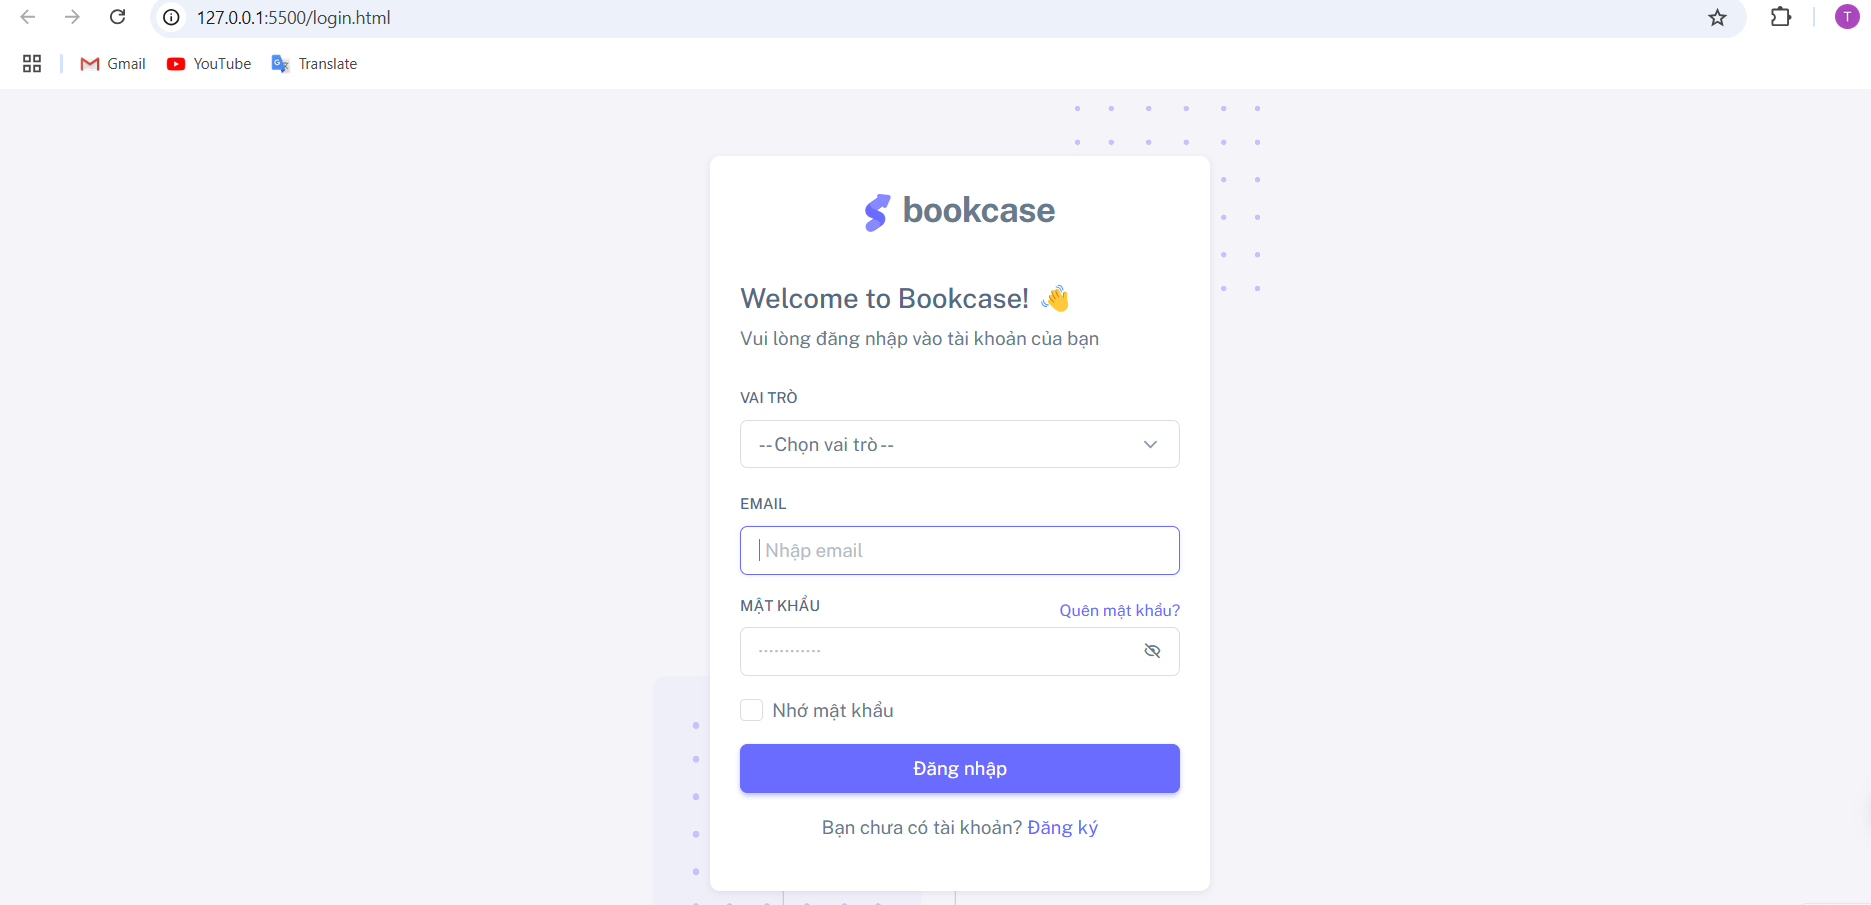 127.0.0.1:5500/login.html
T
Gmail YouTube Translate
bookcase
Welcome to Bookcase! 👋
Vui lòng đăng nhập vào tài khoản của bạn
VAI TRÒ
--Chọn vai trò--
EMAIL
Nhập email
MẬT KHẨU
Quên mật khẩu?
············
Nhớ mật khẩu
Đăng nhập
Bạn chưa có tài khoản? Đăng ký